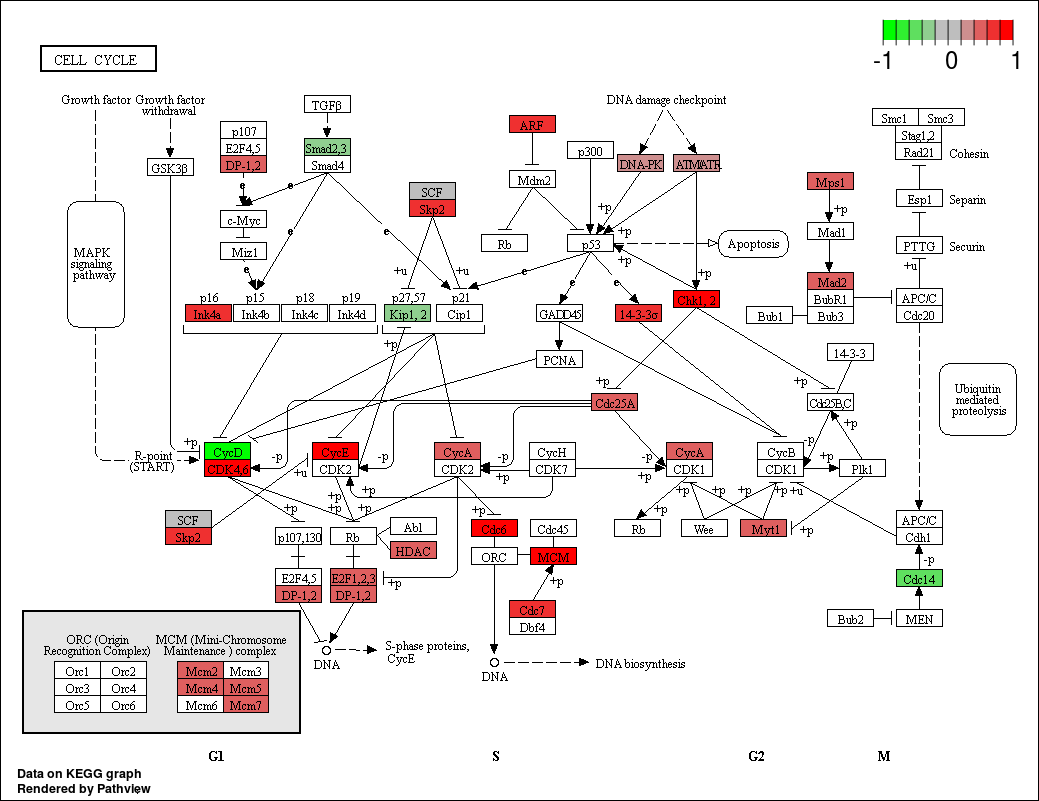 CELL CYCLE
-1 0 1
Growth factor
Growth factor
withdrawal
TGFβ
DNA damage checkpoint
Smc1 Smc3
Stag1,2
Rad21
Cohesin
p107
E2F4,5
DP-1,2
Smad2,3
Smad4
ARF
p300
DNA-PK
ATM/ATR
GSK3β
Mdm2
SCF
Skp2
Mps1
Esp1
Separin
e
e
+p
+p
c-Myc
Miz1
e
e
Rb
p53
+p
+p
Apoptosis
Mad1
PTTG
Securin
MAPK
signaling
pathway
+u
+u
e
e
e
+p
+u
Mad2
BubR1
Bub3
Bub1
APC/C
Cdc20
p16
Ink4a
p15
Ink4b
p18
Ink4c
p19
Ink4d
p27,57
Kip1, 2
p21
Cip1
GADD45
14-3-3σ
Chk1, 2
+p
PCNA
14-3-3
Ubiquitin
mediated
proteolysis
+p
+p
Cdc25A
Cdc25B,C
+p
R-point
(START)
+p
CycD
CDK4,6
-p
+u
CycE
CDK2
-p
+p
CycA
CDK2
-p
+p
CycH
CDK7
-p
+p
CycA
CDK1
CycB
CDK1
-p
+p
Plk1
+p
+p
+p
+p
+p
+p
+p
+p
+u
SCF
Skp2
p107,130
Rb
Abl
HDAC
+p
Cdc6
Cdc45
ORC
MCM
Rb
Wee
Myt1
+p
APC/C
Cdh1
-p
E2F4,5
DP-1,2
E2F1,2,3
DP-1,2
+p
+p
Cdc7
Dbf4
Cdc14
Bub2
MEN
DNA
S-phase proteins,
CycE
DNA
DNA biosynthesis
ORC (Origin
Recognition Complex)
MCM (Mini-Chromosome
Maintenance ) complex
Orc1 Orc2
Orc3 Orc4
Orc5 Orc6
Mcm2 Mcm3
Mcm4 Mcm5
Mcm6 Mcm7
G1 S G2 M
Data on KEGG graph
Rendered by Pathview